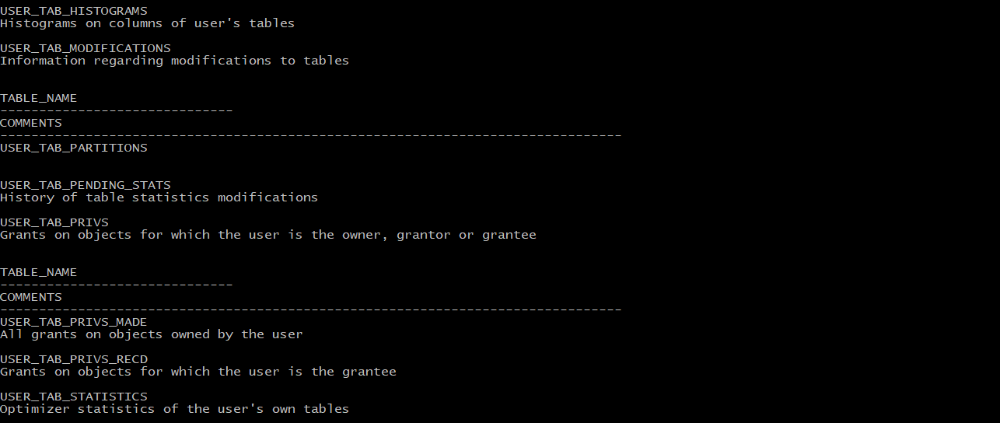 USER_TAB_HISTOGRAMS
Histograms on columns of user's tables
USER_TAB_MODIFICATIONS
Information regarding modifications to tables
TABLE_NAME
------------------------------
COMMENTS
--------------------------------------------------------------------------------
USER_TAB_PARTITIONS
USER_TAB_PENDING_STATS
History of table statistics modifications
USER_TAB_PRIVS
Grants on objects for which the user is the owner, grantor or grantee
TABLE_NAME
------------------------------
COMMENTS
--------------------------------------------------------------------------------
USER_TAB_PRIVS_MADE
All grants on objects owned by the user
USER_TAB_PRIVS_RECD
Grants on objects for which the user is the grantee
USER_TAB_STATISTICS
Optimizer statistics of the user's own tables